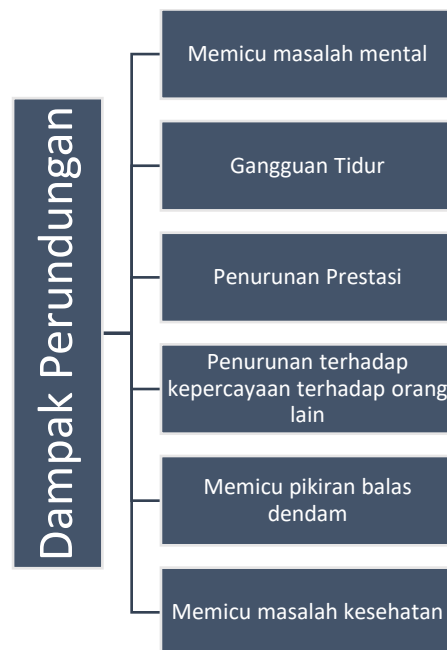 Dampak Perundungan
Memicu masalah mental
Gangguan Tidur
Penurunan Prestasi
Penurunan terhadap
kepercayaan terhadap orang
lain
Memicu pikiran balas
dendam
Memicu masalah kesehatan